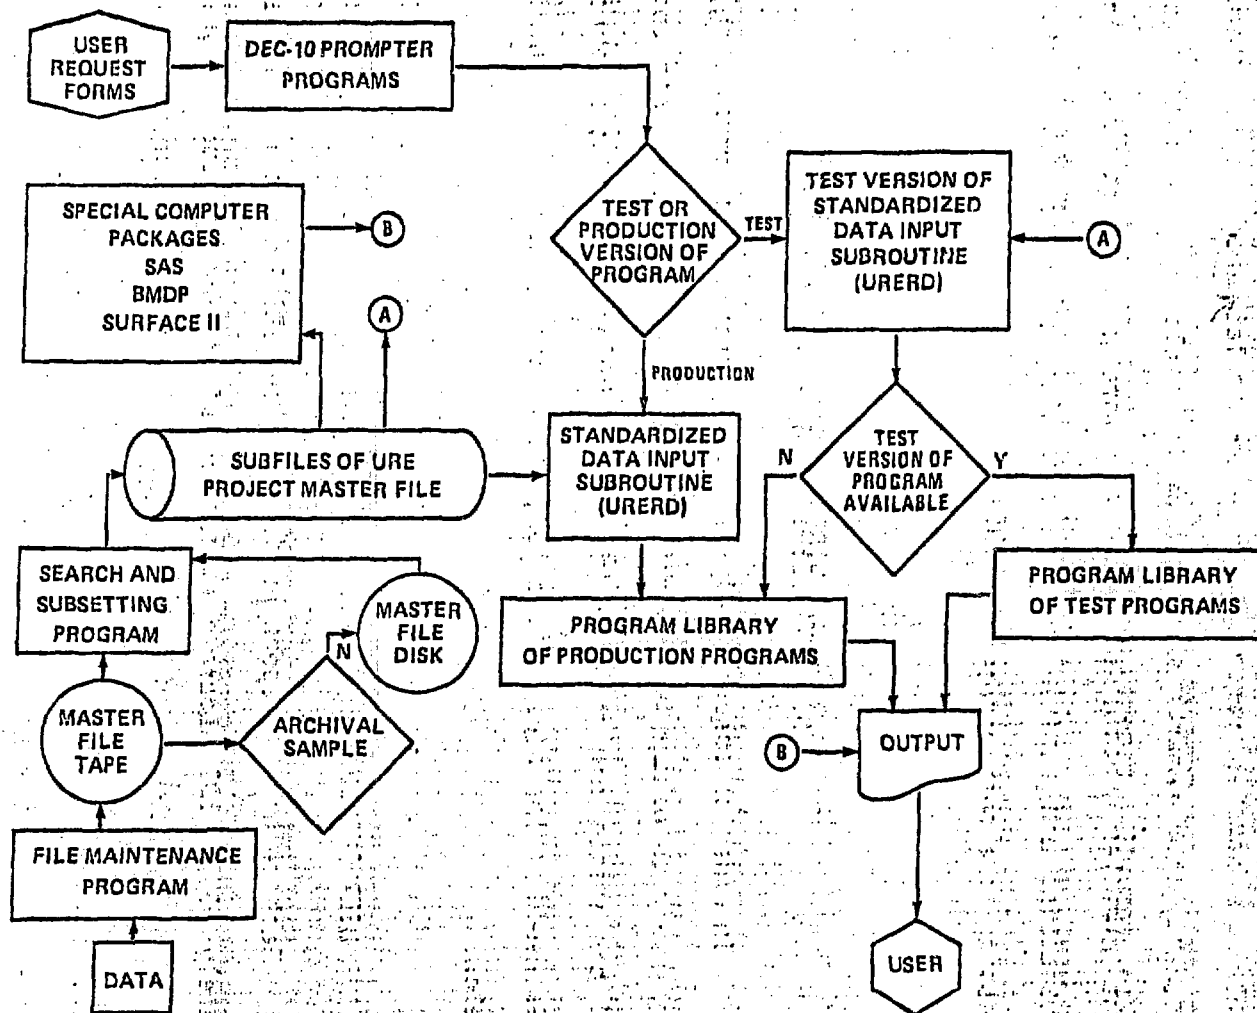 USER
REQUEST
FORMS
DEC-10 PROMPTER
PROGRAMS
TEST OR
PRODUCTION
VERSION OF
PROGRAM
TEST
TEST VERSION OF
STANDARDIZED
DATA INPUT
SUBROUTINE
(URERD)
A
SPECIAL COMPUTER
PACKAGES
SAS
BMDP
SURFACE II
B
A
PRODUCTION
SUBFILES OF URE
PROJECT MASTER FILE
STANDARDIZED
DATA INPUT
SUBROUTINE
(URERD)
N
TEST
VERSION OF
PROGRAM
AVAILABLE
Y
SEARCH AND
SUBSETTING
PROGRAM
MASTER
FILE
DISK
N
PROGRAM LIBRARY
OF PRODUCTION PROGRAMS
PROGRAM LIBRARY
OF TEST PROGRAMS
MASTER
FILE
TAPE
ARCHIVAL
SAMPLE
B
OUTPUT
FILE MAINTENANCE
PROGRAM
DATA
USER